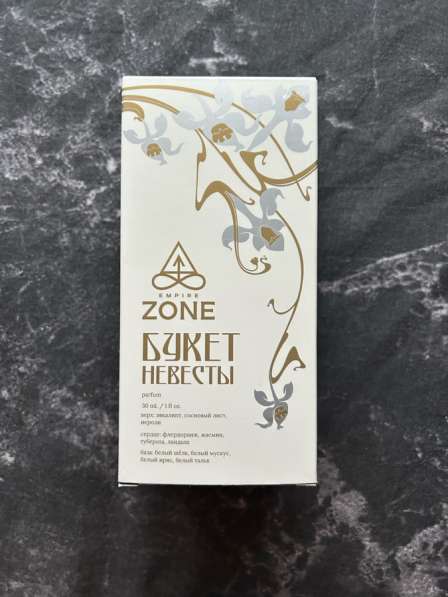 EMPIRE
ZONE
БУКЕТ
НЕВЕСТЫ
parfum
30 ml. / 1 fl oz.
верх: эвкалипт, сосновый лист,
нероли
сердце: флердоранж, жасмин,
тубероза, ландыш
база: белый шёлк, белый мускус,
белый ирис, белый тальк